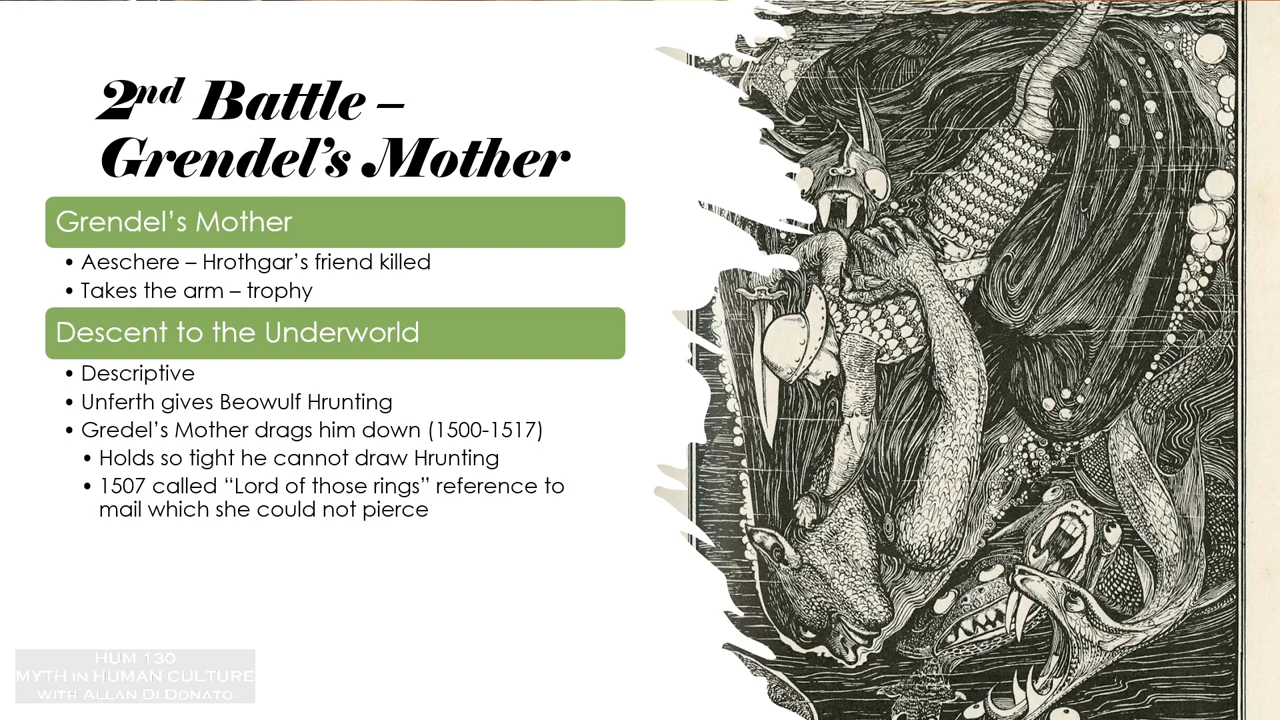 2nd Battle –
Grendel's Mother
Grendel's Mother
• Aeschere – Hrothgar's friend killed
• Takes the arm – trophy
Descent to the Underworld
• Descriptive
• Unferth gives Beowulf Hrunting
• Gredel's Mother drags him down (1500-1517)
• Holds so tight he cannot draw Hrunting
• 1507 called “Lord of those rings” reference to
mail which she could not pierce
HUM 130
MYTH IN HUMAN CULTURE
WITH ALLAN DI DONATO